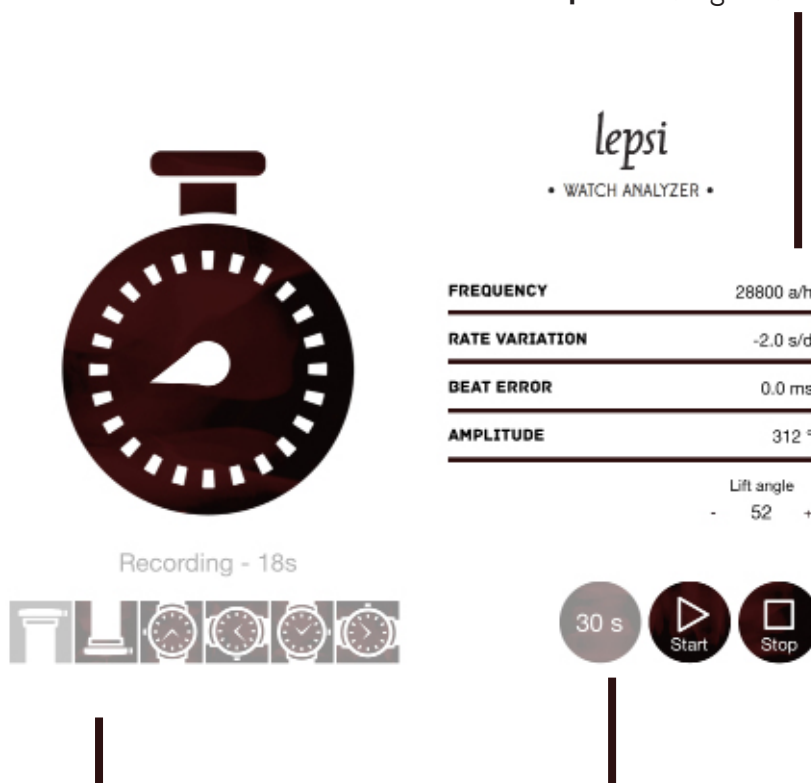 lepsi
• WATCH ANALYZER •
FREQUENCY 28800 a/h
RATE VARIATION -2.0 s/d
BEAT ERROR 0.0 ms
AMPLITUDE 312 °
Lift angle
- 52 +
Recording - 18s
30 s
Start
Stop